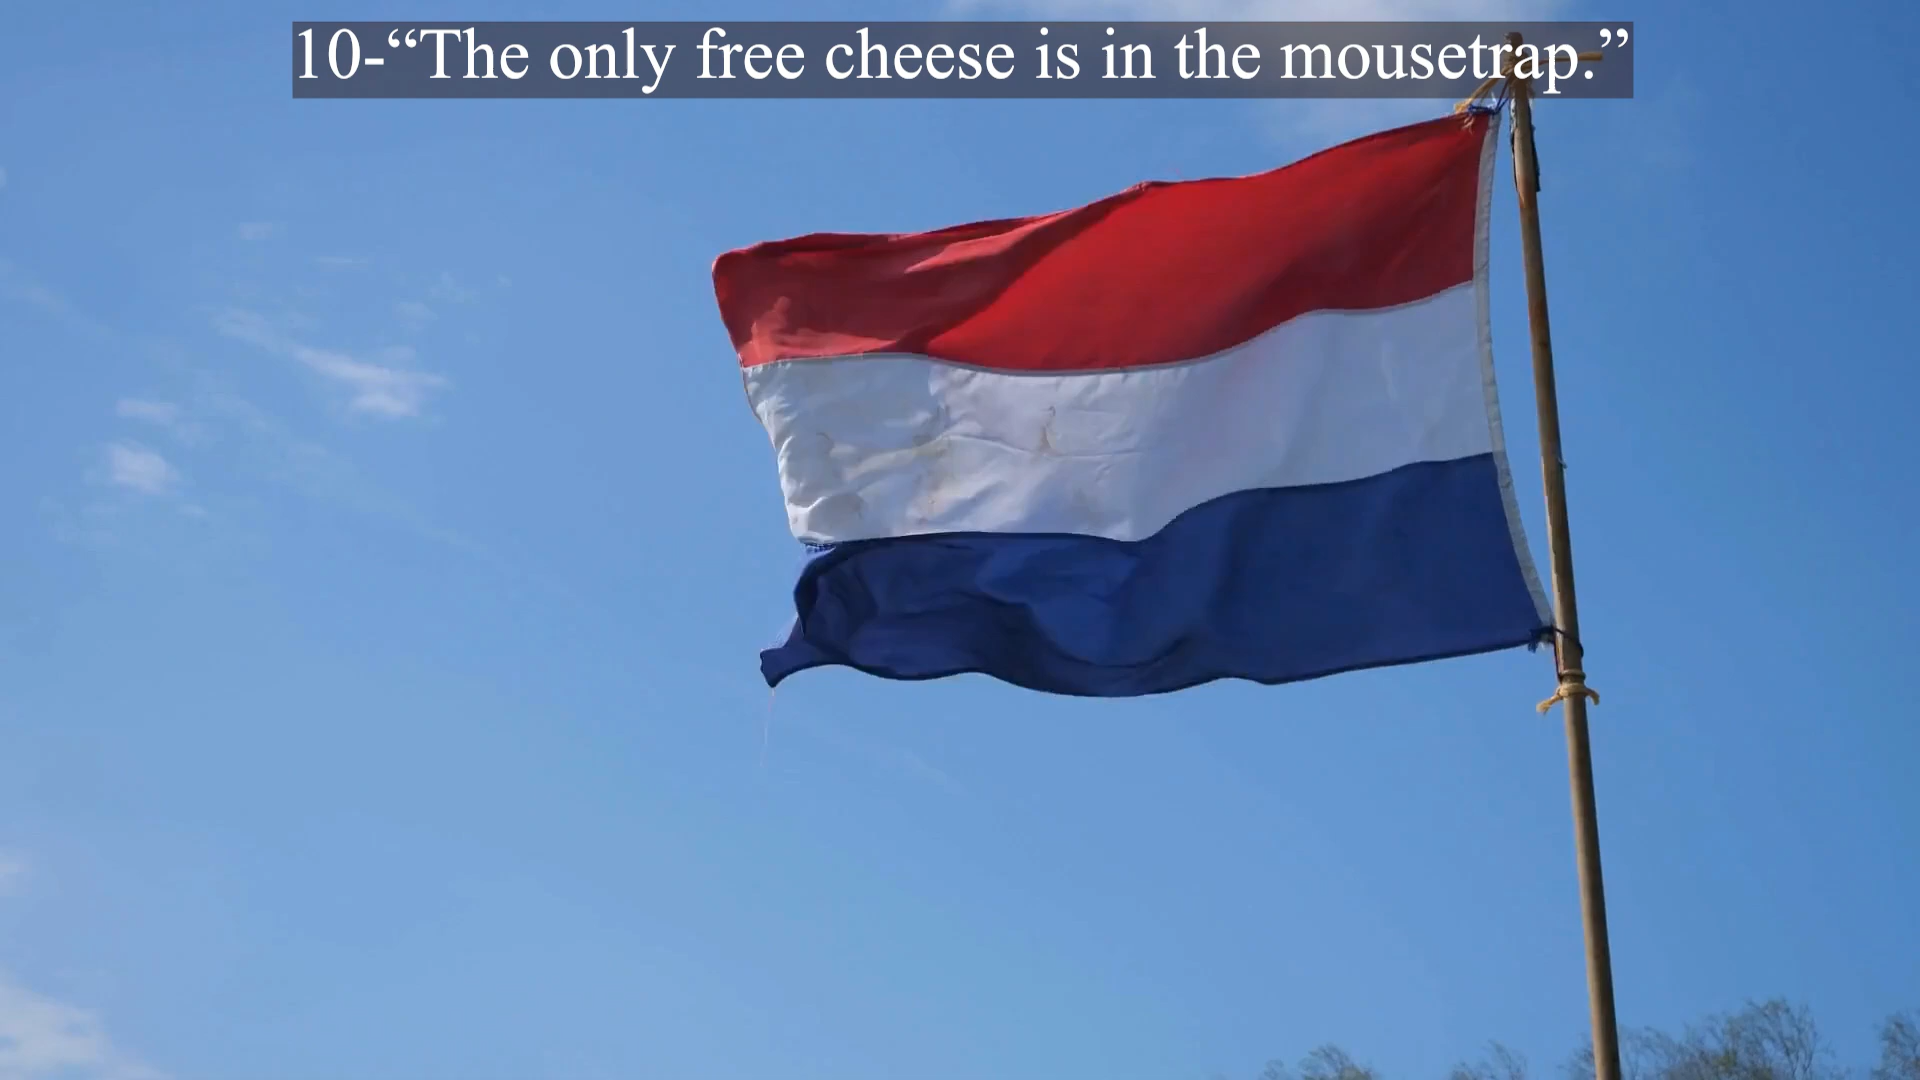 10-“The only free cheese is in the mousetrap.”